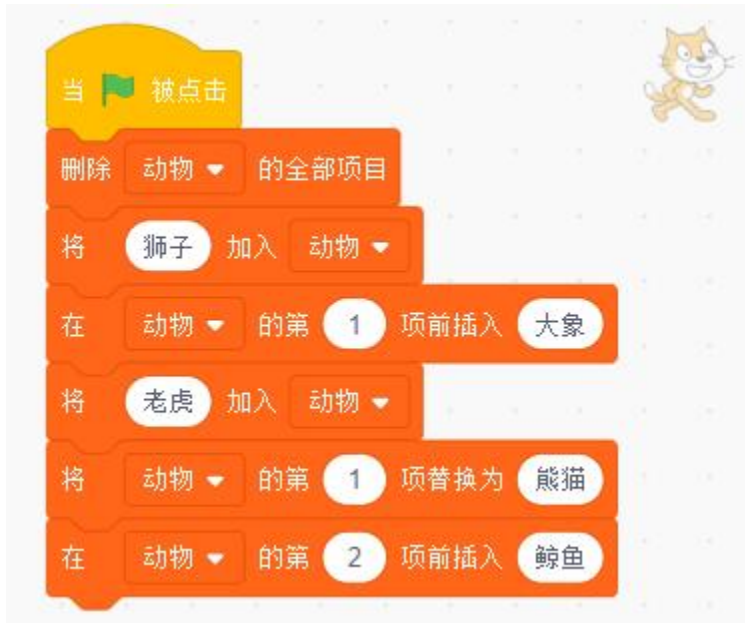 当 被点击
删除 动物 的全部项目
将 狮子 加入 动物
在 动物 的第 1 项前插入 大象
将 老虎 加入 动物
将 动物 的第 1 项替换为 熊猫
在 动物 的第 2 项前插入 鲸鱼